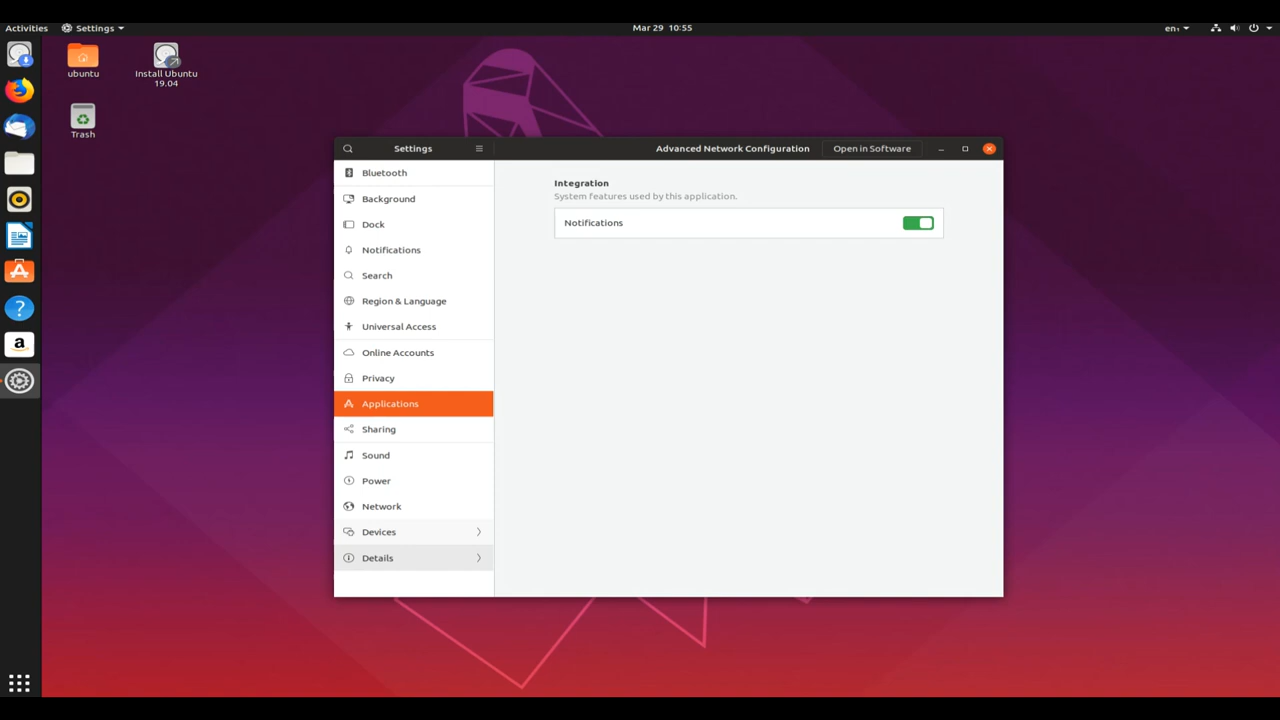 Activities
Settings
Mar 29 10:55
en₁
ubuntu
Install Ubuntu
19.04
Trash
Settings
Advanced Network Configuration
Open in Software
Bluetooth
Background
Dock
Notifications
Search
Region & Language
Universal Access
Online Accounts
Privacy
Applications
Sharing
Sound
Power
Network
Devices
Details
Integration
System features used by this application.
Notifications
?
a